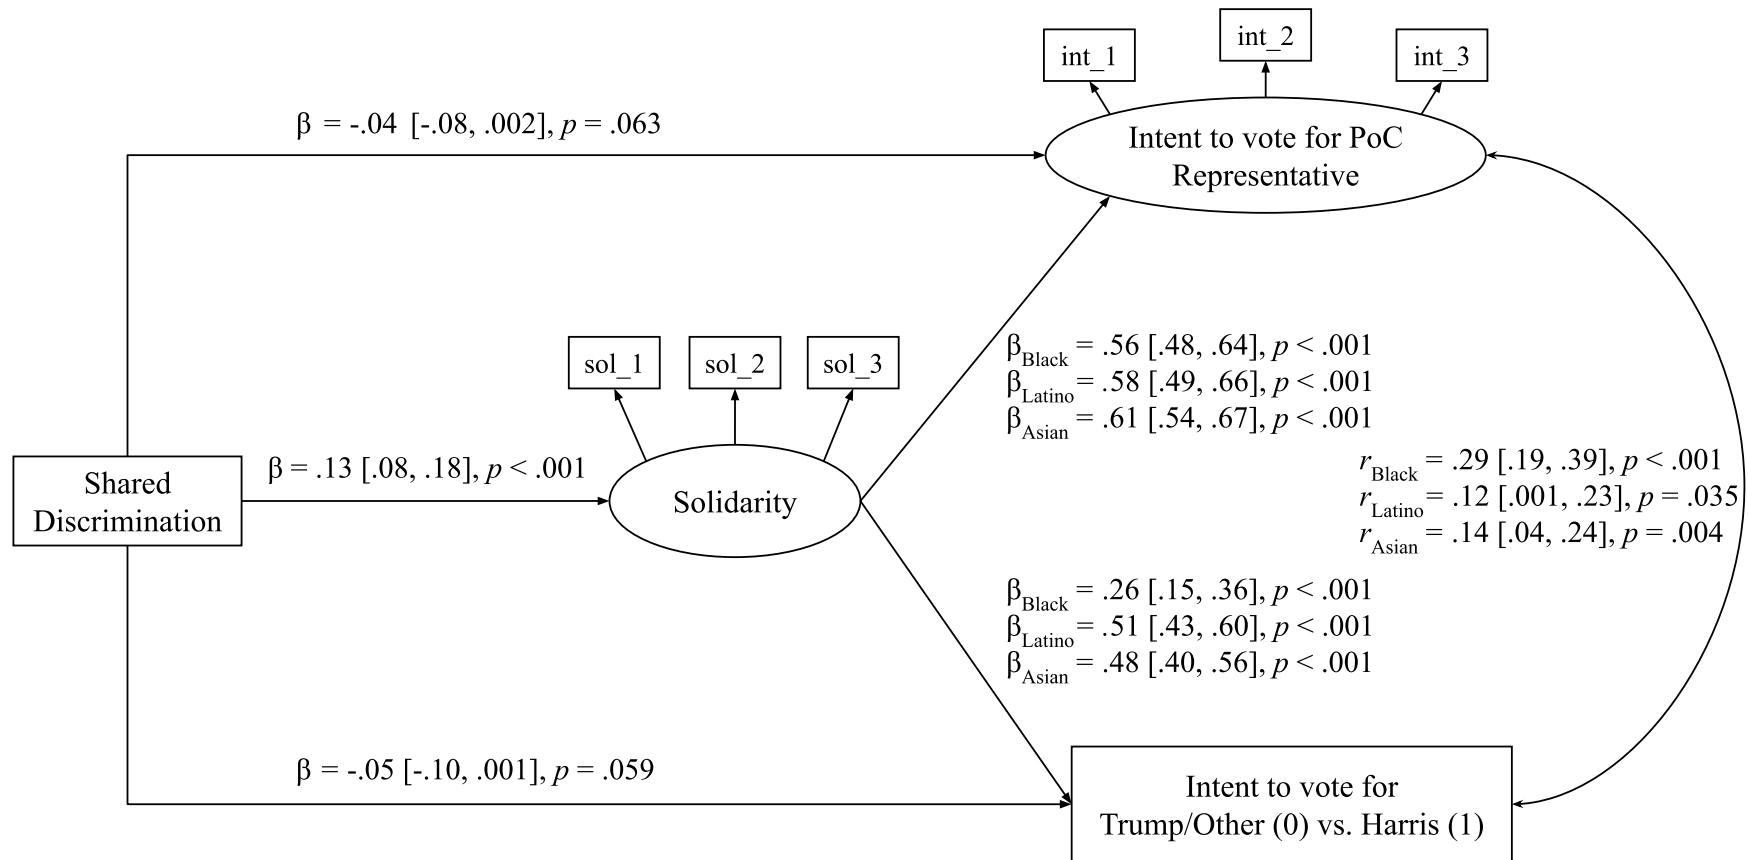 int_1
int_2
int_3
β = -.04 [-.08, .002], p = .063
Intent to vote for PoC
Representative
sol_1
sol_2
sol_3
βBlack = .56 [.48, .64], p < .001
βLatino = .58 [.49, .66], p < .001
βAsian = .61 [.54, .67], p < .001
Shared
Discrimination
β = .13 [.08, .18], p < .001
Solidarity
rBlack = .29 [.19, .39], p < .001
rLatino = .12 [.001, .23], p = .035
rAsian = .14 [.04, .24], p = .004
βBlack = .26 [.15, .36], p < .001
βLatino = .51 [.43, .60], p < .001
βAsian = .48 [.40, .56], p < .001
β = -.05 [-.10, .001], p = .059
Intent to vote for
Trump/Other (0) vs. Harris (1)